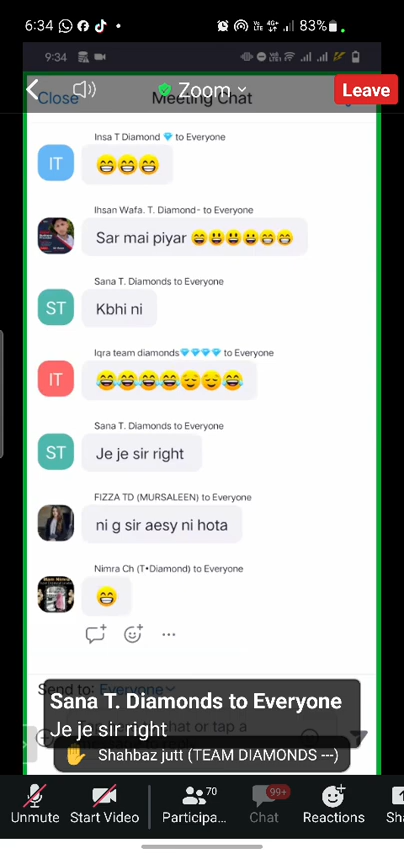 6:34
83%
9:34
Close
Zoom
Meeting Chat
Leave
Insa T Diamond 💎 to Everyone
IT
😁😁😁
Ihsan Wafa. T. Diamond~ to Everyone
Sar mai piyar 😄😃😃😃😁😁
Sana T. Diamonds to Everyone
ST
Kbhi ni
Iqra team diamonds💎💎💎💎 to Everyone
IT
😂😂😂😂😌😌😂
Sana T. Diamonds to Everyone
ST
Je je sir right
FIZZA TD (MURSALEEN) to Everyone
ni g sir aesy ni hota
Nimra Ch (T•Diamond) to Everyone
😁
Send to: Everyone
Sana T. Diamonds to Everyone
Je je sir right
✋ Shahbaz jutt (TEAM DIAMONDS ---)
70
99+
Unmute
Start Video
Participa...
Chat
Reactions